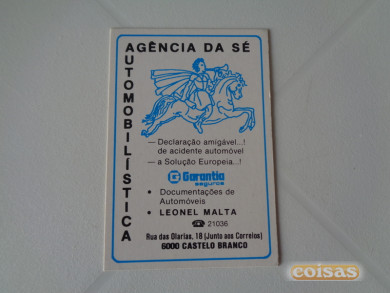 AGÊNCIA DA SÉ
AUTOMOBILÍSTICA
— Declaração amigável...!
de acidente automóvel
— a Solução Europeia...!
G Garantia
seguros
• Documentações de
Automóveis
• LEONEL MALTA
☎ 21036
Rua das Olarias, 18 (Junto aos Correios)
6000 CASTELO BRANCO
coisas